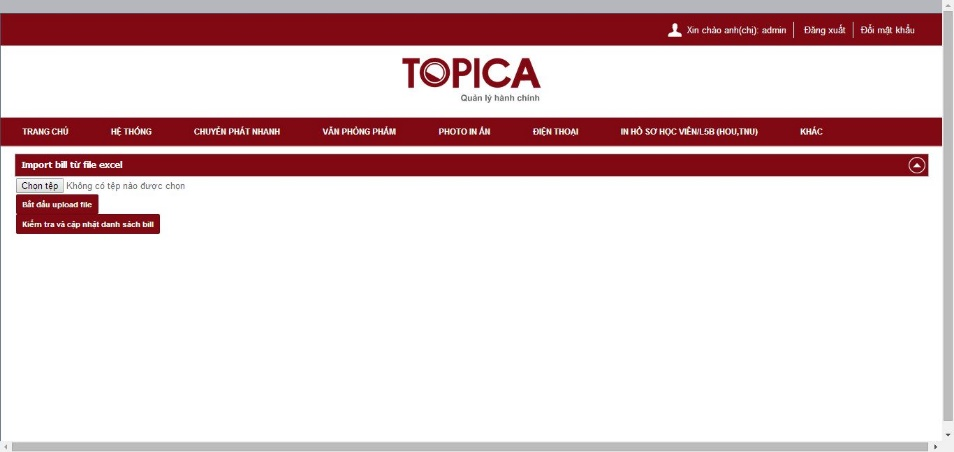 Xin chào anh(chị): admin | Đăng xuất | Đổi mật khẩu
TOPICA
Quản lý hành chính
TRANG CHỦ HỆ THỐNG CHUYỂN PHÁT NHANH VĂN PHÒNG PHẨM PHOTO IN ẤN ĐIỆN THOẠI IN HỒ SƠ HỌC VIÊN/L5B (HOU,TNU) KHÁC
Import bill từ file excel
Chọn tệp Không có tệp nào được chọn
Bắt đầu upload file
Kiểm tra và cập nhật danh sách bill